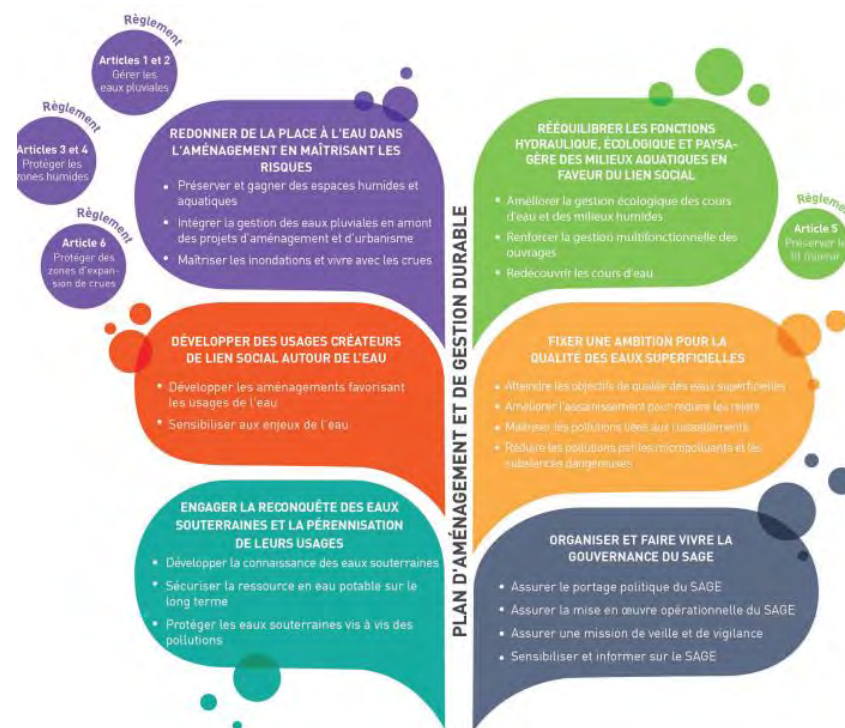 Règlement
Articles 1 et 2
Gérer les
eaux pluviales
Règlement
Articles 3 et 4
Protéger les
zones humides
Règlement
Article 6
Protéger des
zones d'expan-
sion de crues
REDONNER DE LA PLACE À L'EAU DANS
L'AMÉNAGEMENT EN MAÎTRISANT LES
RISQUES
• Préserver et gagner des espaces humides et
aquatiques
• Intégrer la gestion des eaux pluviales en amont
des projets d'aménagement et d'urbanisme
• Maîtriser les inondations et vivre avec les crues
DÉVELOPPER DES USAGES CRÉATEURS
DE LIEN SOCIAL AUTOUR DE L'EAU
• Développer les aménagements favorisant
les usages de l'eau
• Sensibiliser aux enjeux de l'eau
ENGAGER LA RECONQUÊTE DES EAUX
SOUTERRAINES ET LA PÉRENNISATION
DE LEURS USAGES
• Développer la connaissance des eaux souterraines
• Sécuriser la ressource en eau potable sur le
long terme
• Protéger les eaux souterraines vis à vis des
pollutions
PLAN D'AMÉNAGEMENT ET DE GESTION DURABLE
RÉÉQUILIBRER LES FONCTIONS
HYDRAULIQUE, ÉCOLOGIQUE ET PAYSA-
GÈRE DES MILIEUX AQUATIQUES EN
FAVEUR DU LIEN SOCIAL
• Améliorer la gestion écologique des cours
d'eau et des milieux humides
• Renforcer la gestion multifonctionnelle des
ouvrages
• Redécouvrir les cours d'eau
Règlement
Article 5
Préserver le
lit mineur
FIXER UNE AMBITION POUR LA
QUALITÉ DES EAUX SUPERFICIELLES
• Atteindre les objectifs de qualité des eaux superficielles
• Améliorer l'assainissement pour réduire les rejets
• Maîtriser les pollutions liées aux ruissellements
• Réduire les pollutions par les micropolluants et les
substances dangereuses
ORGANISER ET FAIRE VIVRE LA
GOUVERNANCE DU SAGE
• Assurer le portage politique du SAGE
• Assurer la mise en œuvre opérationnelle du SAGE
• Assurer une mission de veille et de vigilance
• Sensibiliser et informer sur le SAGE